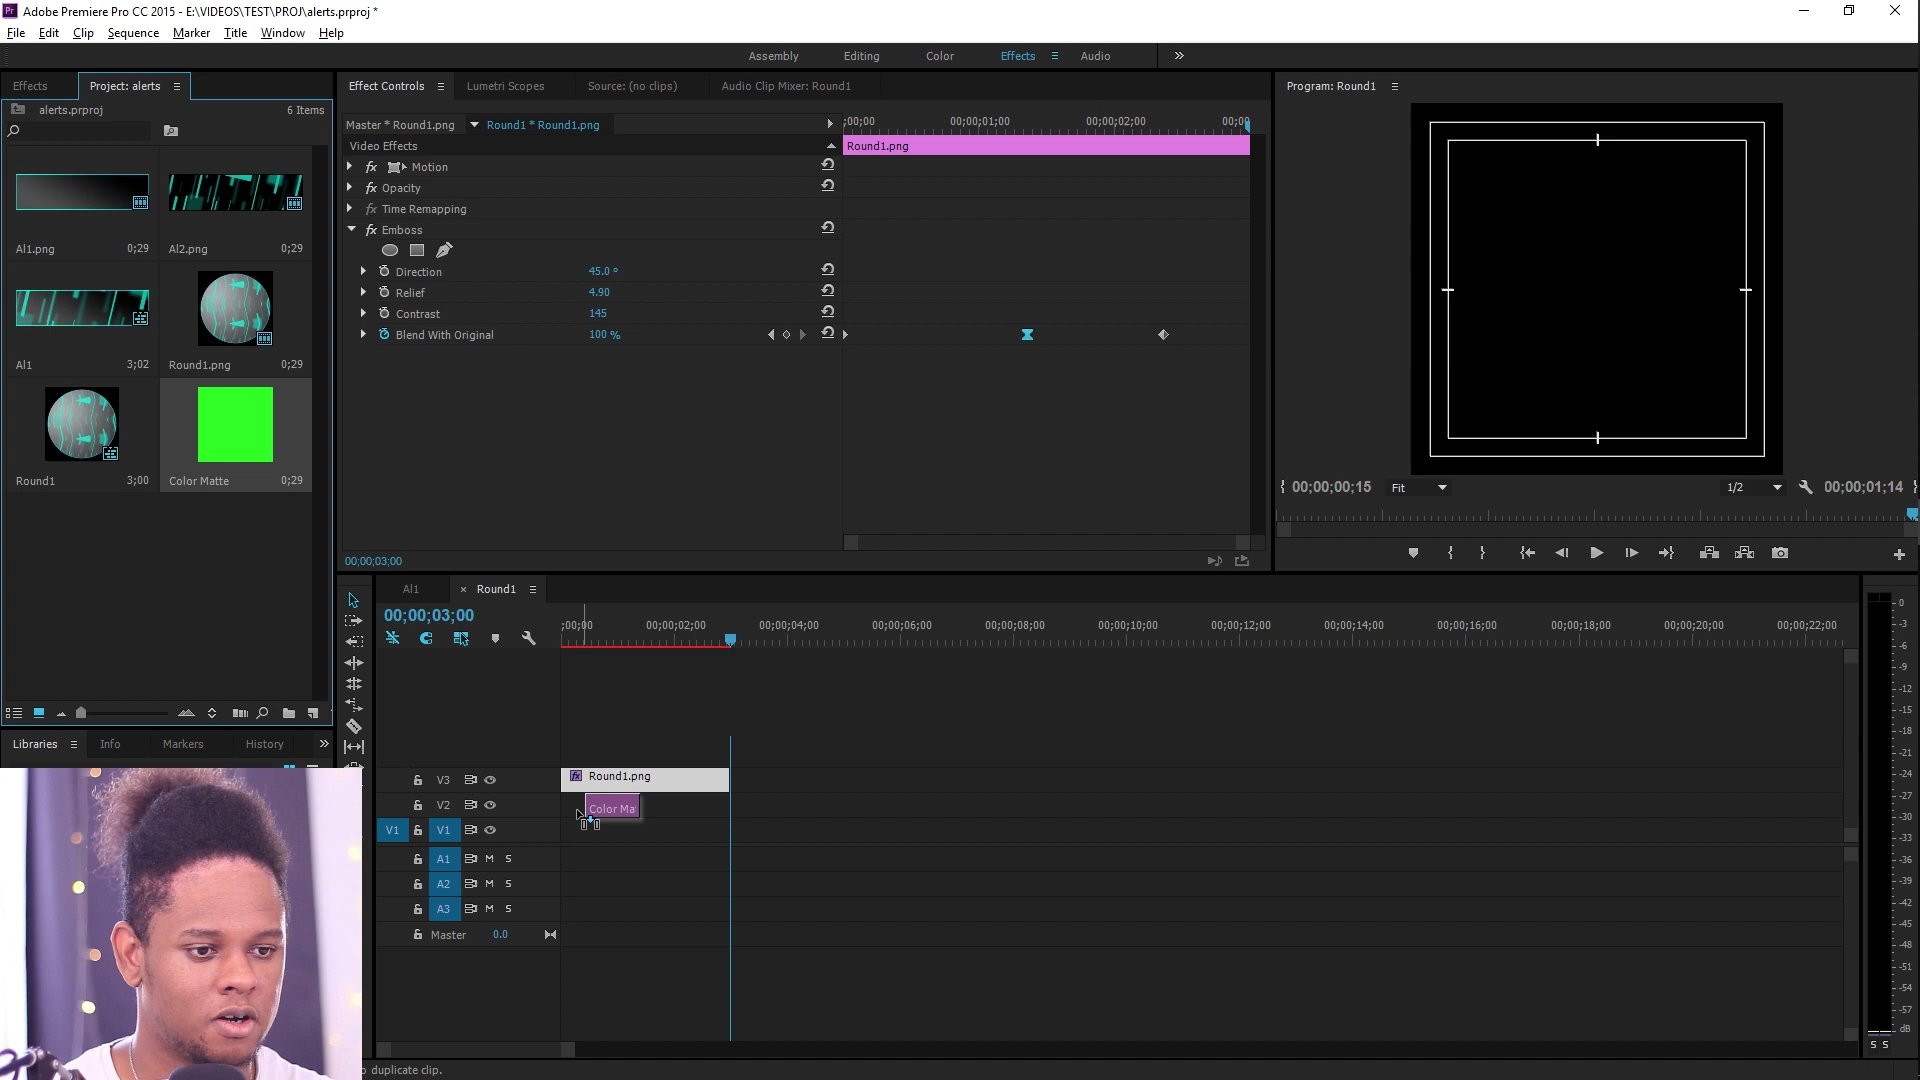 Adobe Premiere Pro CC 2015 - E:\VIDEOS\TEST\PROJ\alerts.prproj *
File Edit Clip Sequence Marker Title Window Help
Assembly Editing Color Effects Audio
Effects Project: alerts
alerts.prproj 6 Items
Al1.png 0;29 Al2.png 0;29
Al1 3;02 Round1.png 0;29
Round1 3;00 Color Matte 0;29
Effect Controls Lumetri Scopes Source: (no clips) Audio Clip Mixer: Round1
Master * Round1.png Round1 * Round1.png
;00;00 00;00;01;00 00;00;02;00 00;00
Video Effects
Round1.png
fx Motion
fx Opacity
fx Time Remapping
fx Emboss
Direction 45.0 °
Relief 4.90
Contrast 145
Blend With Original 100 %
00;00;03;00
Program: Round1
00;00;00;15 Fit 1/2 00;00;01;14
Al1 × Round1
00;00;03;00
;00;00 00;00;02;00 00;00;04;00 00;00;06;00 00;00;08;00 00;00;10;00 00;00;12;00 00;00;14;00 00;00;16;00 00;00;18;00 00;00;20;00 00;00;22;00
Libraries Info Markers History
V3 fx Round1.png
V2 Color Ma
V1 V1
A1 M S
A2 M S
A3 M S
Master 0.0
0
-3
-6
-9
-12
-15
-18
-21
-24
-27
-30
-33
-36
-39
-42
-45
-48
-51
-54
-57
dB
S S
duplicate clip.